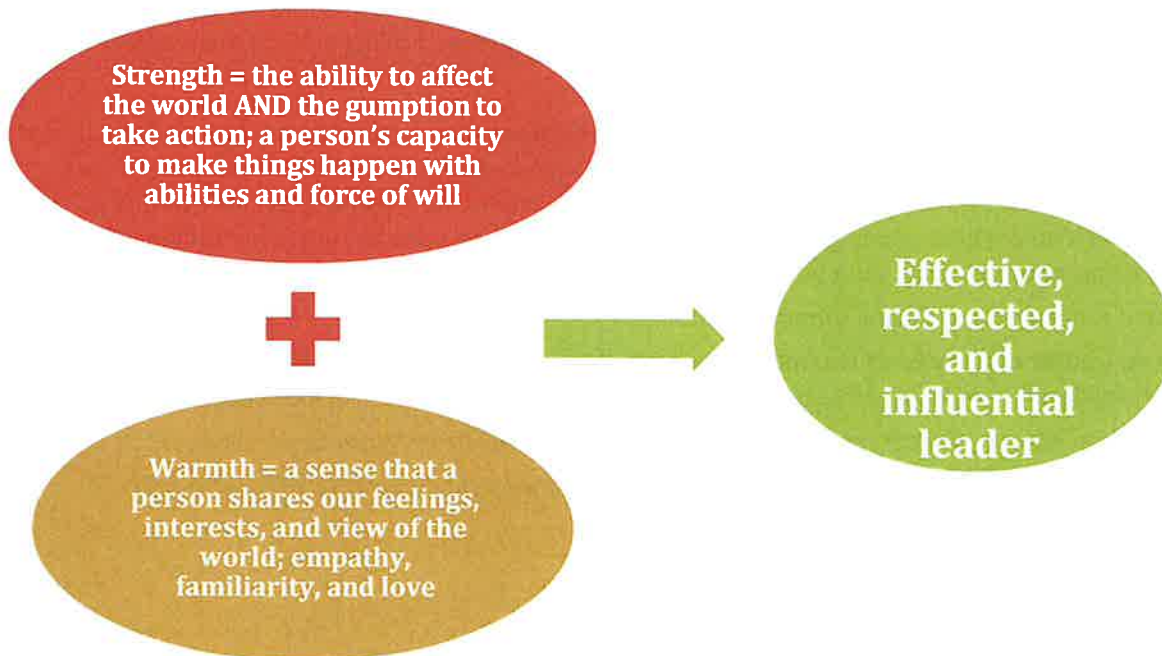 Strength = the ability to affect
the world AND the gumption to
take action; a person’s capacity
to make things happen with
abilities and force of will
Warmth = a sense that a
person shares our feelings,
interests, and view of the
world; empathy,
familiarity, and love
Effective,
respected,
and
influential
leader